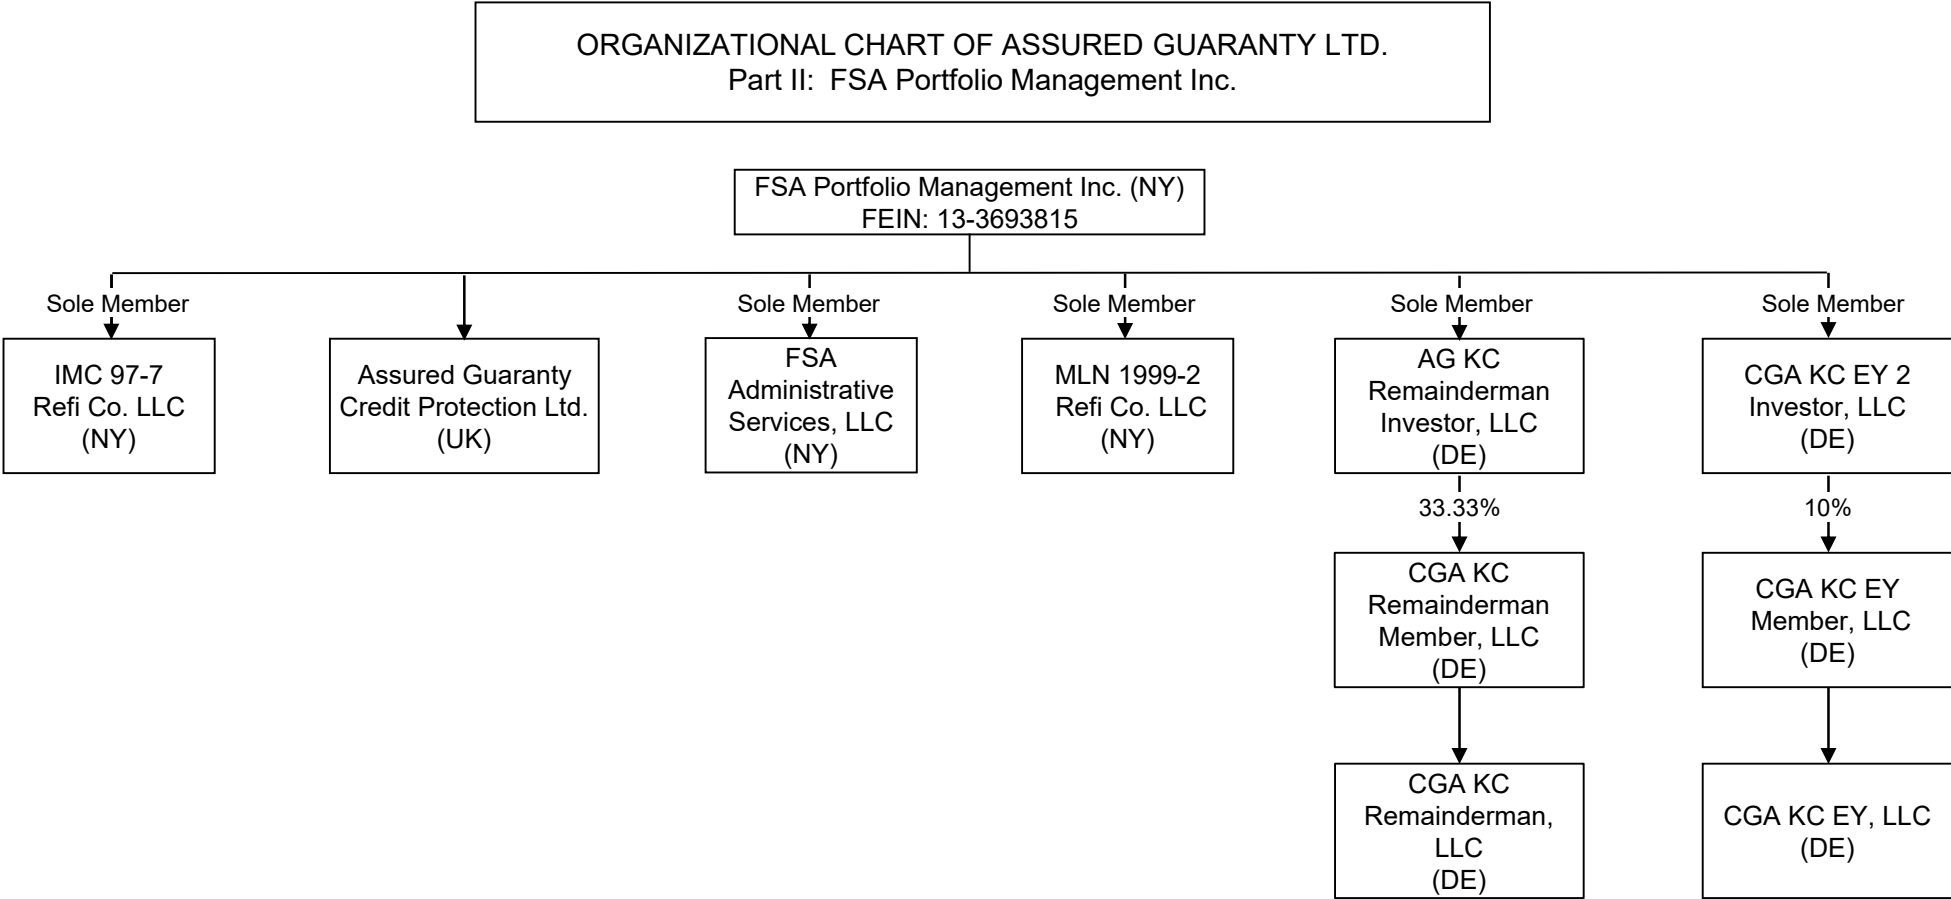 ORGANIZATIONAL CHART OF ASSURED GUARANTY LTD.
Part II:  FSA Portfolio Management Inc.
FSA Portfolio Management Inc. (NY)
FEIN: 13-3693815
Sole Member
Sole Member
Sole Member
Sole Member
Sole Member
IMC 97-7
Refi Co. LLC
(NY)
Assured Guaranty
Credit Protection Ltd.
(UK)
FSA
Administrative
Services, LLC
(NY)
MLN 1999-2
Refi Co. LLC
(NY)
AG KC
Remainderman
Investor, LLC
(DE)
CGA KC EY 2
Investor, LLC
(DE)
33.33%
10%
CGA KC
Remainderman
Member, LLC
(DE)
CGA KC EY
Member, LLC
(DE)
CGA KC
Remainderman,
LLC
(DE)
CGA KC EY, LLC
(DE)